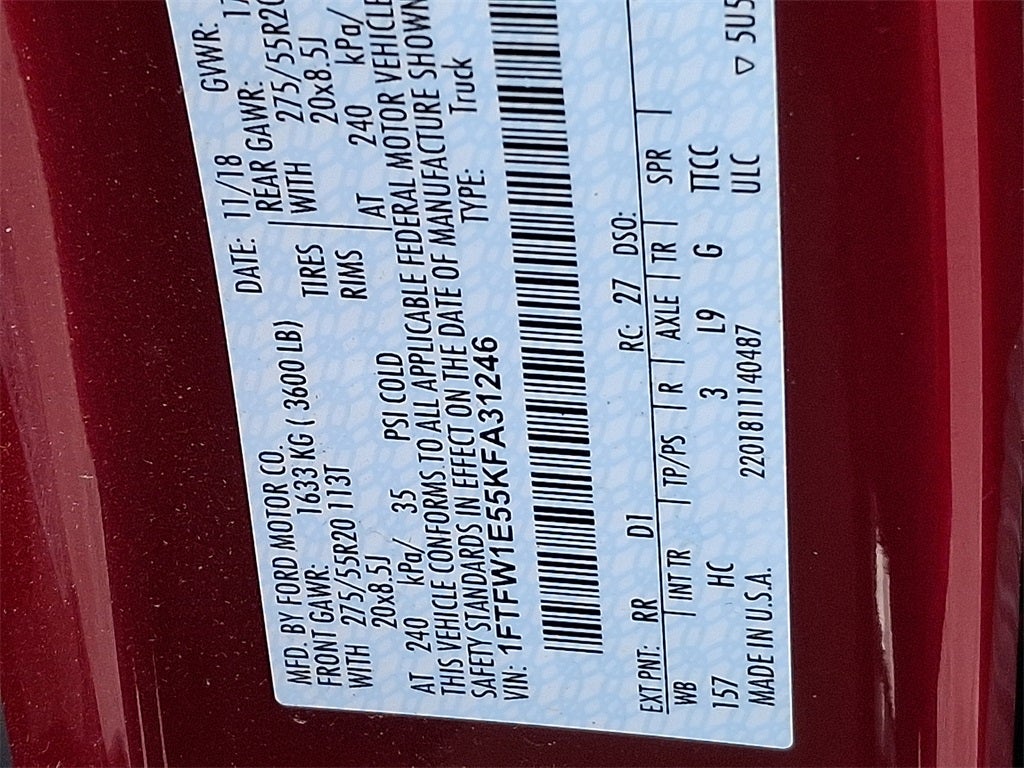 MFD. BY FORD MOTOR CO.
DATE: 11/18 GVWR:
FRONT GAWR: 1633 KG ( 3600 LB) REAR GAWR:
WITH 275/55R20 113T TIRES WITH 275/55R20
20x8.5J RIMS 20x8.5J
AT 240 kPa/ 35 PSI COLD AT 240 kPa/
THIS VEHICLE CONFORMS TO ALL APPLICABLE FEDERAL MOTOR VEHICLE
SAFETY STANDARDS IN EFFECT ON THE DATE OF MANUFACTURE SHOWN
VIN: 1FTFW1E55KFA31246 TYPE: Truck
EXT PNT: RR D1 RC: 27 DSO:
WB | INT TR | TP/PS | R | AXLE | TR | SPR |
157 HC 3 L9 G TTCC
MADE IN U.S.A. 22018111140487 ULC ▽ 5U5